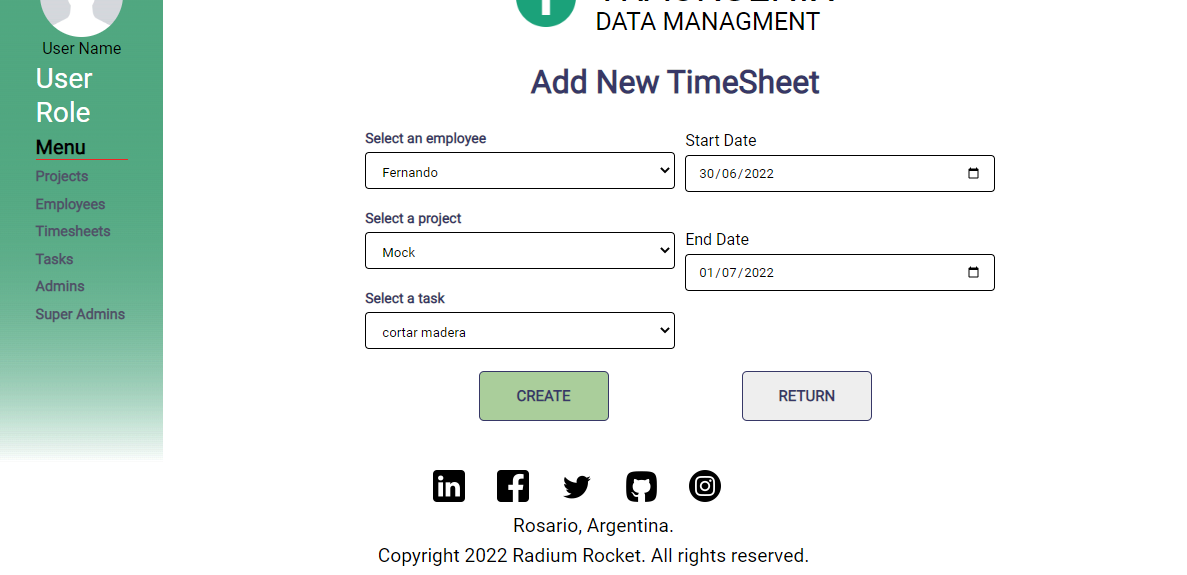 User Name
User
Role
Menu
Projects
Employees
Timesheets
Tasks
Admins
Super Admins
DATA MANAGMENT
Add New TimeSheet
Select an employee
Fernando
Start Date
30/06/2022
Select a project
Mock
End Date
01/07/2022
Select a task
cortar madera
CREATE
RETURN
in
Rosario, Argentina.
Copyright 2022 Radium Rocket. All rights reserved.